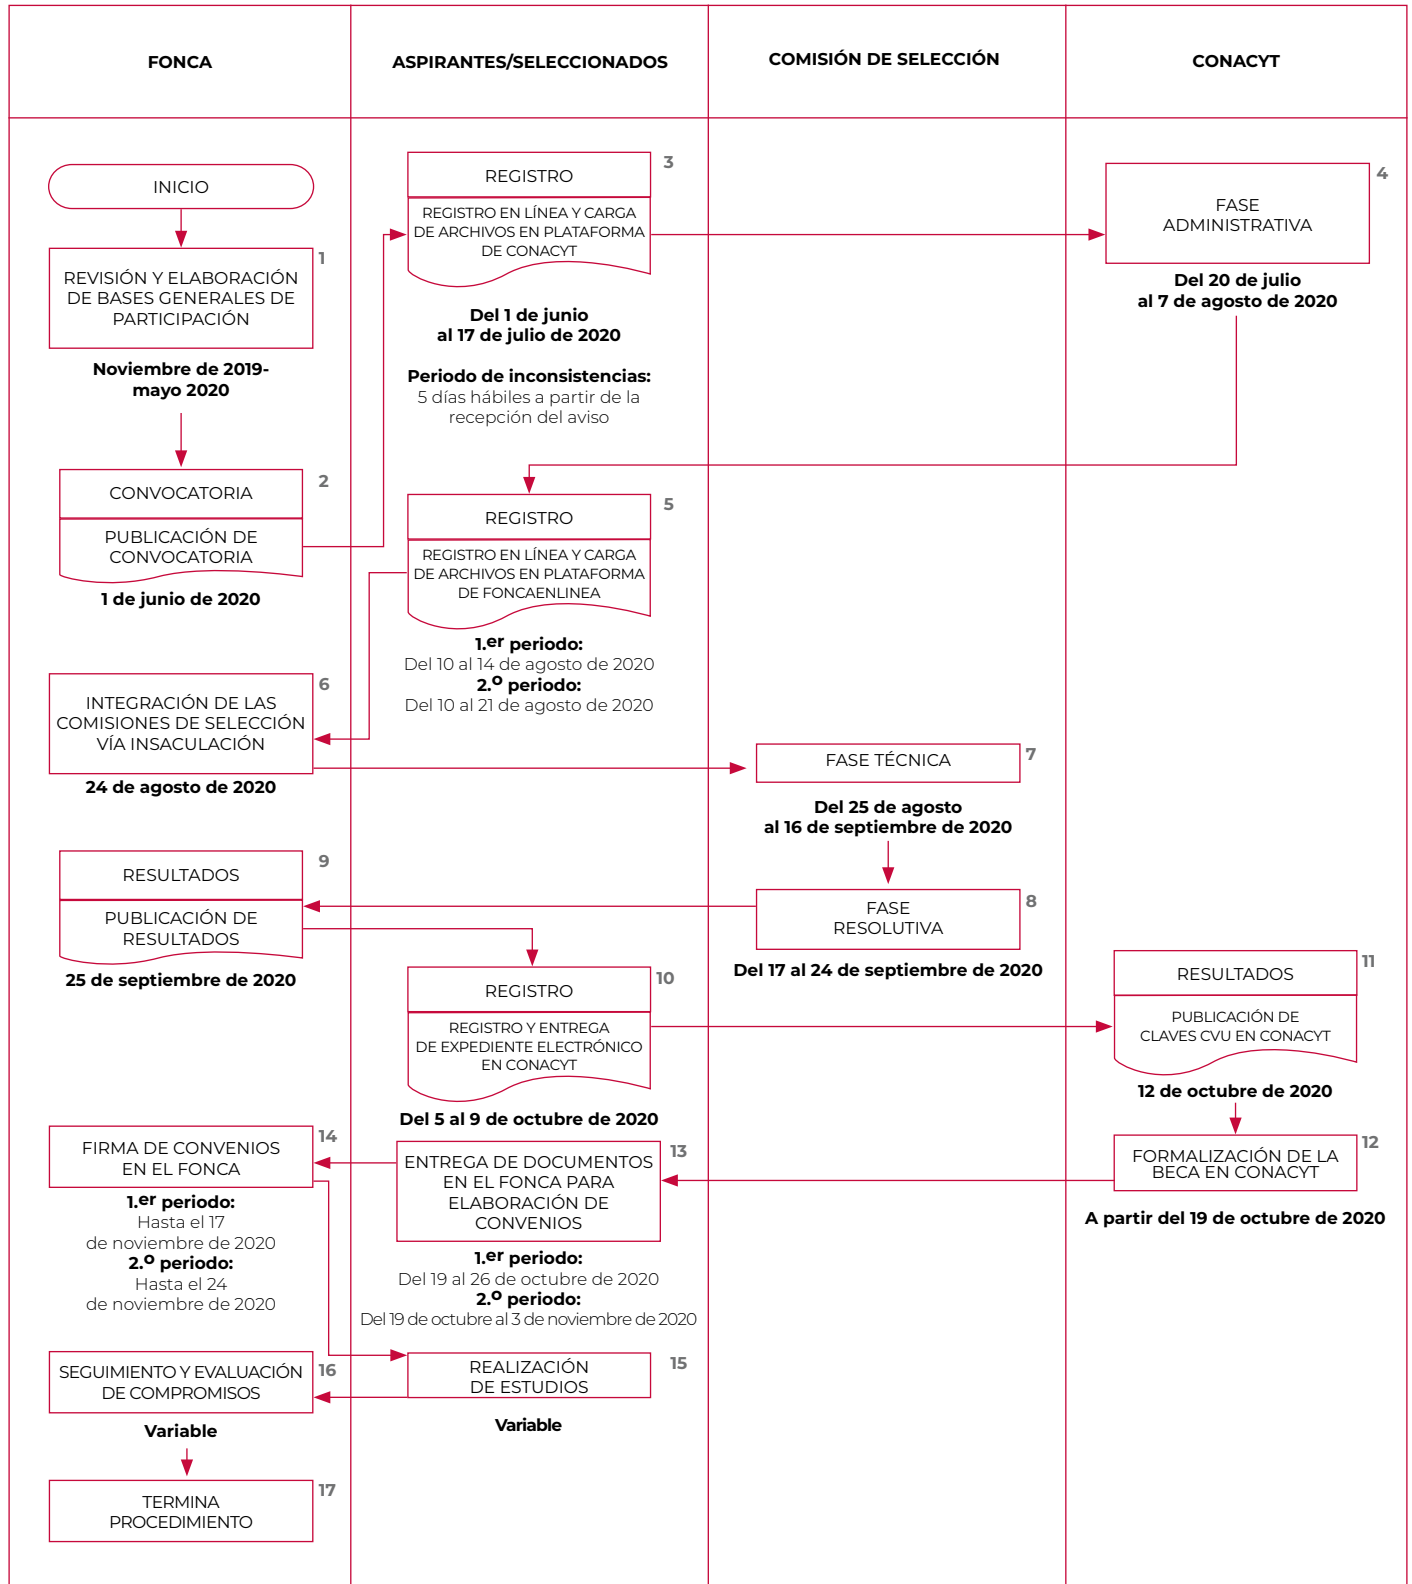 FONCA
ASPIRANTES/SELECCIONADOS
COMISIÓN DE SELECCIÓN
CONACYT
INICIO
1
REVISIÓN Y ELABORACIÓN
DE BASES GENERALES DE
PARTICIPACIÓN
Noviembre de 2019-
mayo 2020
2
CONVOCATORIA
PUBLICACIÓN DE
CONVOCATORIA
1 de junio de 2020
3
REGISTRO
REGISTRO EN LÍNEA Y CARGA
DE ARCHIVOS EN PLATAFORMA
DE CONACYT
Del 1 de junio
al 17 de julio de 2020
Periodo de inconsistencias:
5 días hábiles a partir de la
recepción del aviso
4
FASE
ADMINISTRATIVA
Del 20 de julio
al 7 de agosto de 2020
5
REGISTRO
REGISTRO EN LÍNEA Y CARGA
DE ARCHIVOS EN PLATAFORMA
DE FONCAENLINEA
1.er periodo:
Del 10 al 14 de agosto de 2020
2.o periodo:
Del 10 al 21 de agosto de 2020
6
INTEGRACIÓN DE LAS
COMISIONES DE SELECCIÓN
VÍA INSACULACIÓN
24 de agosto de 2020
7
FASE TÉCNICA
Del 25 de agosto
al 16 de septiembre de 2020
8
FASE
RESOLUTIVA
Del 17 al 24 de septiembre de 2020
9
RESULTADOS
PUBLICACIÓN DE
RESULTADOS
25 de septiembre de 2020
10
REGISTRO
REGISTRO Y ENTREGA
DE EXPEDIENTE ELECTRÓNICO
EN CONACYT
Del 5 al 9 de octubre de 2020
11
RESULTADOS
PUBLICACIÓN DE
CLAVES CVU EN CONACYT
12 de octubre de 2020
12
FORMALIZACIÓN DE LA
BECA EN CONACYT
A partir del 19 de octubre de 2020
13
ENTREGA DE DOCUMENTOS
EN EL FONCA PARA
ELABORACIÓN DE
CONVENIOS
1.er periodo:
Del 19 al 26 de octubre de 2020
2.o periodo:
Del 19 de octubre al 3 de noviembre de 2020
14
FIRMA DE CONVENIOS
EN EL FONCA
1.er periodo:
Hasta el 17
de noviembre de 2020
2.o periodo:
Hasta el 24
de noviembre de 2020
15
REALIZACIÓN
DE ESTUDIOS
Variable
16
SEGUIMIENTO Y EVALUACIÓN
DE COMPROMISOS
Variable
17
TERMINA
PROCEDIMIENTO